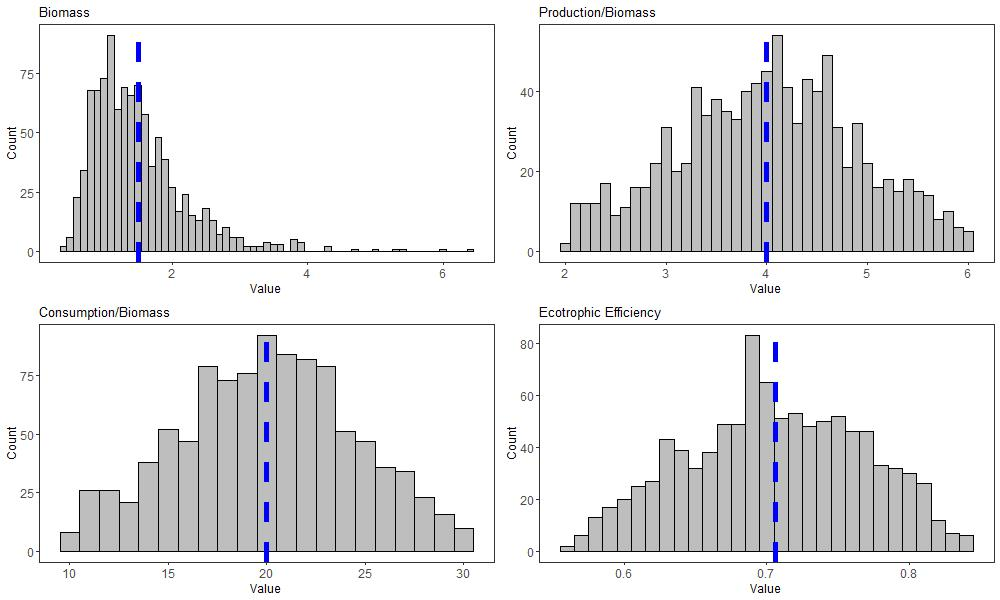 Biomass
Count
75
50
25
0
2
4
6
Value
Production/Biomass
Count
40
20
0
2
3
4
5
6
Value
Consumption/Biomass
Count
75
50
25
0
10
15
20
25
30
Value
Ecotrophic Efficiency
Count
80
60
40
20
0
0.6
0.7
0.8
Value